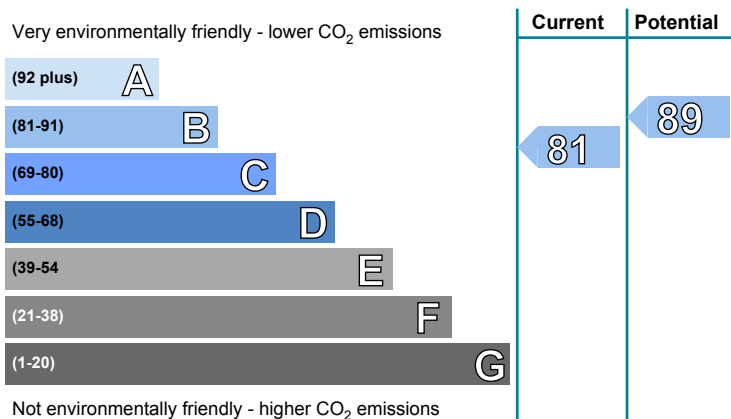 Very environmentally friendly - lower CO2 emissions
Current
Potential
(92 plus) A
(81-91) B
(69-80) C
(55-68) D
(39-54 E
(21-38) F
(1-20) G
81
89
Not environmentally friendly - higher CO2 emissions